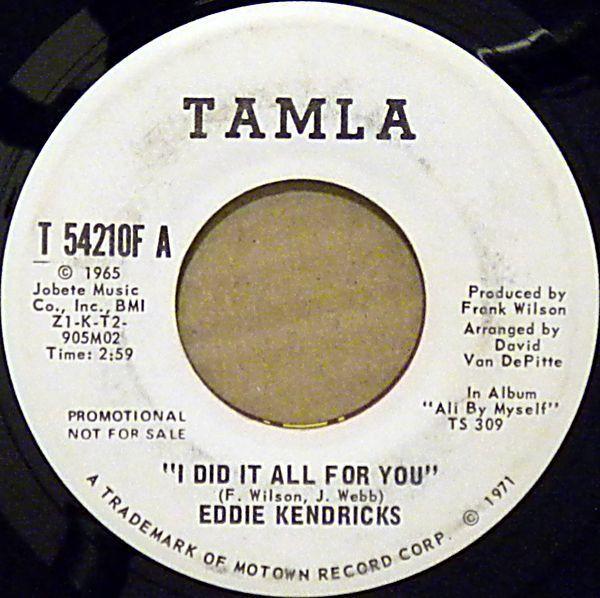 TAMLA
T 54210F A
© 1965
Jobete Music
Co., Inc., BMI
Z1-K-T2-
905M02
Time: 2:59
PROMOTIONAL
NOT FOR SALE
Produced by
Frank Wilson
Arranged by
David
Van DePitte
In Album
"All By Myself"
TS 309
"I DID IT ALL FOR YOU"
(F. Wilson, J. Webb)
EDDIE KENDRICKS
A TRADEMARK OF MOTOWN RECORD CORP. © 1971